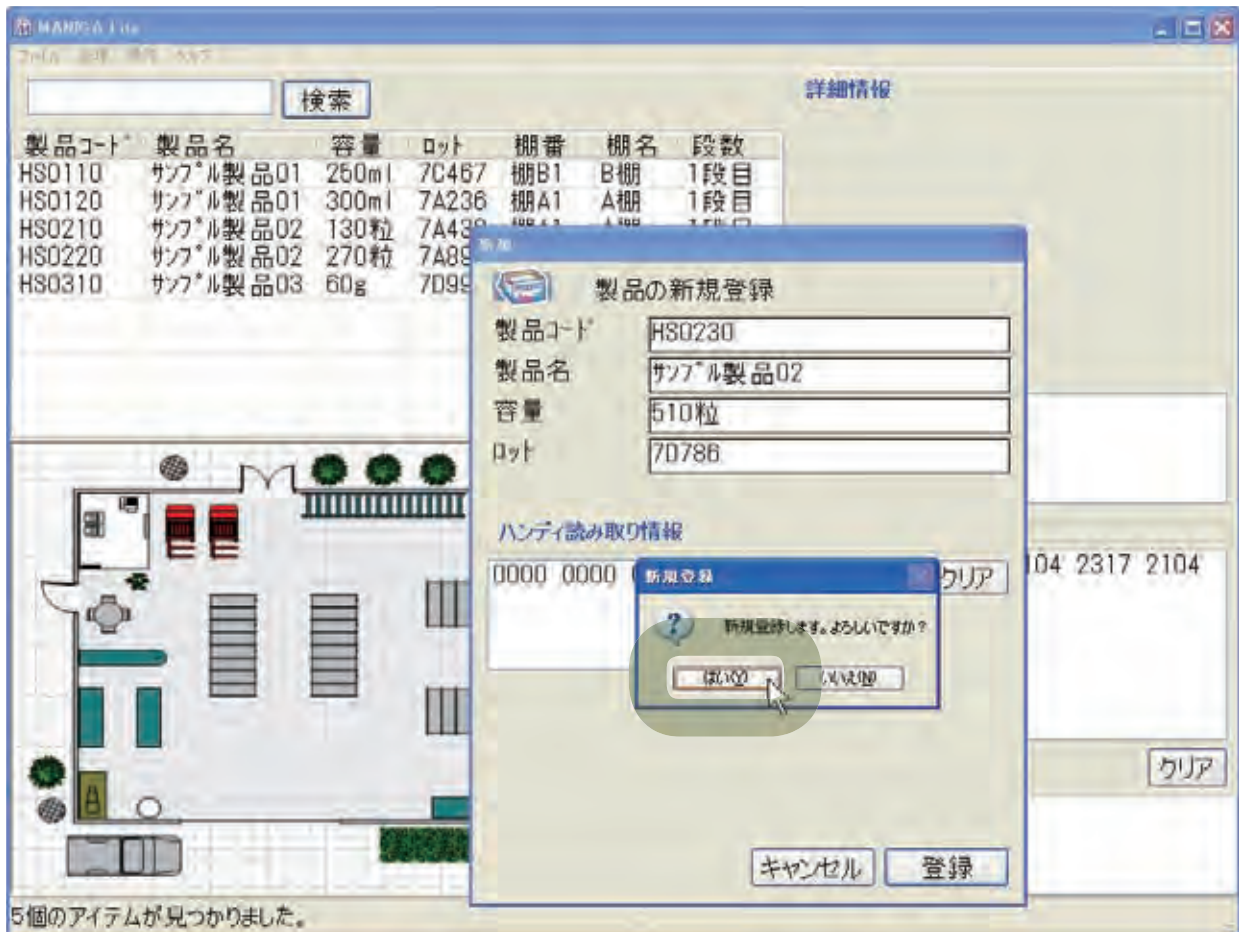 MANIGA Lite
ファイル
ヘルプ
検索
詳細情報
製品コード 製品名 容量 ロット 棚番 棚名 段数
HS0110 サンプル製品01 250ml 7C467 棚B1 B棚 1段目
HS0120 サンプル製品01 300ml 7A236 棚A1 A棚 1段目
HS0210 サンプル製品02 130粒
HS0220 サンプル製品02 270粒
HS0310 サンプル製品03 60g
製品の新規登録
製品コード HS0230
製品名 サンプル製品02
容量 510粒
ロット 7D786
ハンディ読み取り情報
0000 0000
クリア
104 2317 2104
新規登録
新規登録します。よろしいですか?
はい(Y) いいえ(N)
クリア
キャンセル 登録
5個のアイテムが見つかりました。